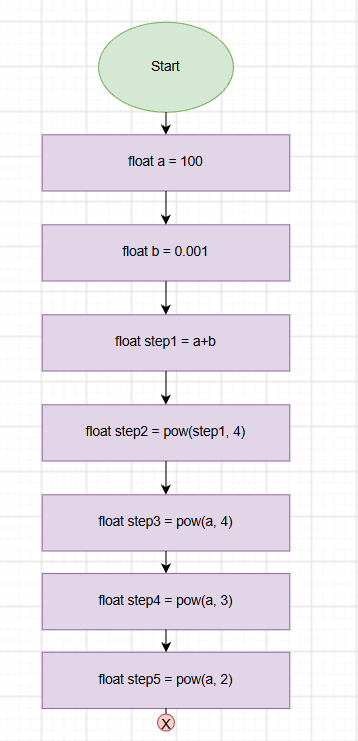 Start
float a = 100
float b = 0.001
float step1 = a+b
float step2 = pow(step1, 4)
float step3 = pow(a, 4)
float step4 = pow(a, 3)
float step5 = pow(a, 2)
X